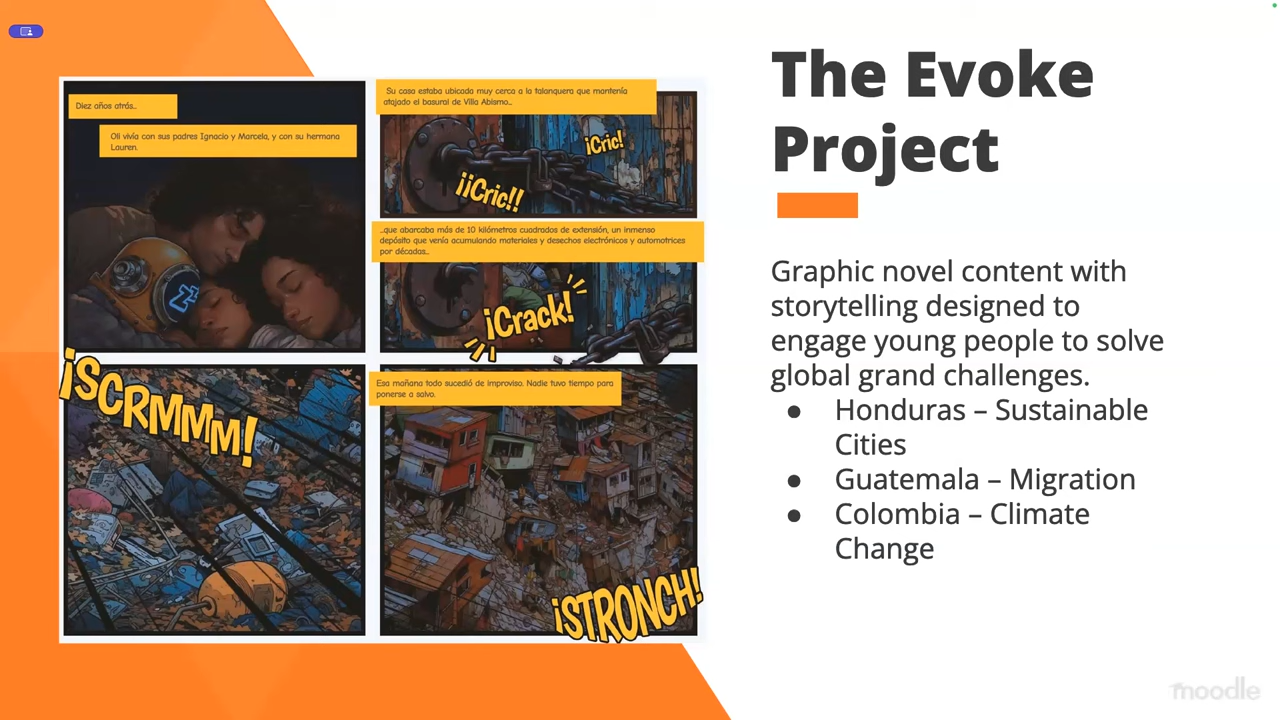 The Evoke
Project
Diez años atrás..
Oli vivía con sus padres Ignacio y Marcela, y con su hermana
Lauren.
Su casa estaba ubicada muy cerca a la talanquera que mantenía
atajado el basural de Villa Abismo..
¡Cric!
¡¡Cric!!
..que abarcaba más de 10 kilómetros cuadrados de extensión, un inmenso
depósito que venía acumulando materiales y desechos electrónicos y automotrices
por décadas..
¡Crack!
¡SCRMMM!
Esa mañana todo sucedió de improviso. Nadie tuvo tiempo para
ponerse a salvo.
¡STRONCH!
Graphic novel content with
storytelling designed to
engage young people to solve
global grand challenges.
● Honduras – Sustainable
Cities
● Guatemala – Migration
● Colombia – Climate
Change
moodle